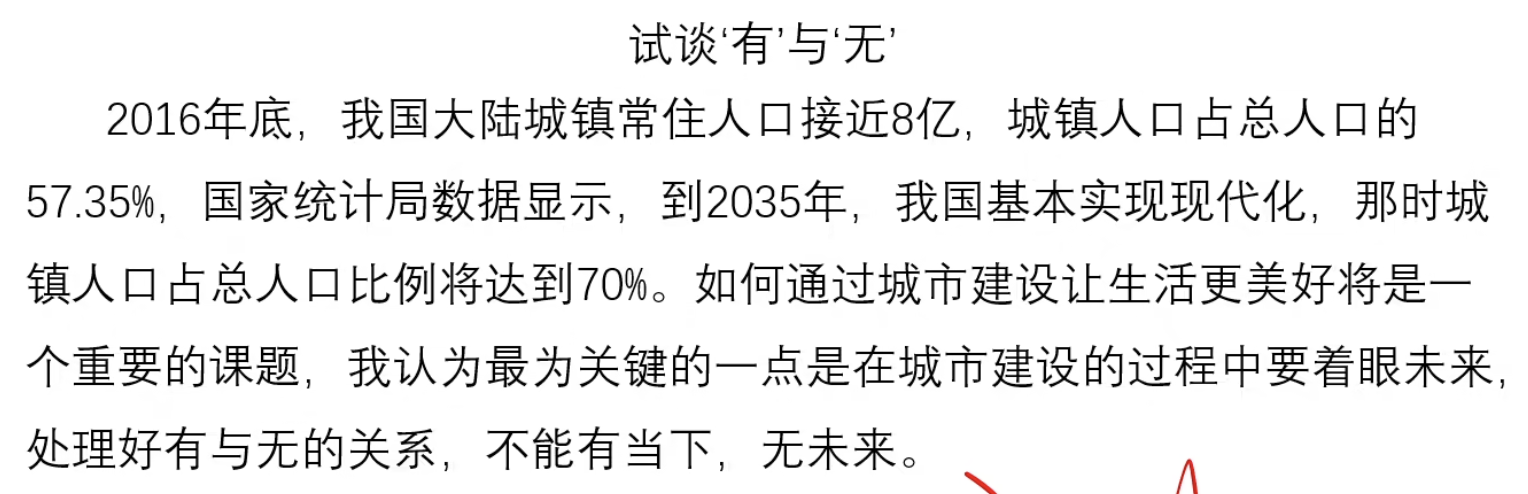 试谈‘有’与‘无’
2016年底，我国大陆城镇常住人口接近8亿，城镇人口占总人口的
57.35%，国家统计局数据显示，到2035年，我国基本实现现代化，那时城
镇人口占总人口比例将达到70%。如何通过城市建设让生活更美好将是一
个重要的课题，我认为最为关键的一点是在城市建设的过程中要着眼未来，
处理好有与无的关系，不能有当下，无未来。